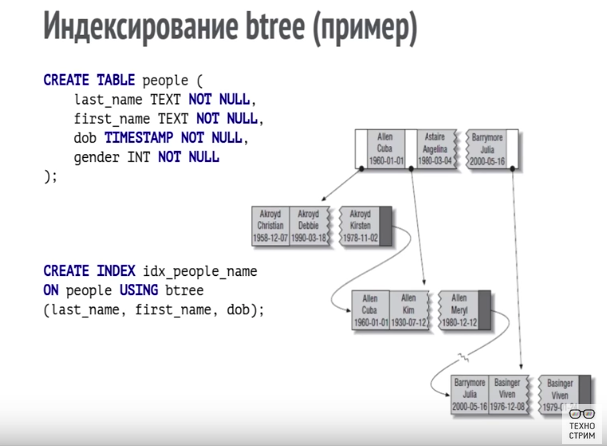 Индексирование btree (пример)
CREATE TABLE people (
last_name TEXT NOT NULL,
first_name TEXT NOT NULL,
dob TIMESTAMP NOT NULL,
gender INT NOT NULL
);
CREATE INDEX idx_people_name
ON people USING btree
(last_name, first_name, dob);
Allen
Cuba
1960-01-01
Astaire
Angelina
1980-03-04
Barrymore
Julia
2000-05-16
Akroyd
Christian
1958-12-07
Akroyd
Debbie
1990-03-18
Akroyd
Kirsten
1978-11-02
Allen
Cuba
1960-01-01
Allen
Kim
1930-07-12
Allen
Meryl
1980-12-12
Barrymore
Julia
2000-05-16
Basinger
Viven
1976-12-08
Basinger
Viven
ТЕХНО
СТРИМ